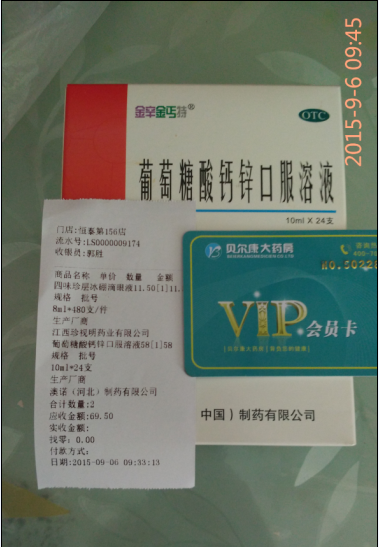 2015-9-6 09:45
金辛金丐特®
OTC
葡萄糖酸钙锌口服溶液
10ml X 24支
门店:恒泰第156店
流水号:LS0000009174
收银员:郭旭
商品名称 单价 数量 金额
四味珍层冰硼滴眼液11.50[1]11.
规格 批号
8ml*480支/件
生产厂商
江西珍视明药业有限公司
葡萄糖酸钙锌口服溶液58[1]58
规格 批号
10ml*24支
生产厂商
澳诺(河北)制药有限公司
合计数量:2
应收金额:69.50
实收金额:
找零: 0.00
付款方式:
日期:2015-09-06 09:33:13
贝尔康大药房
400-7
NO.50228
VIP会员卡
中国)制药有限公司